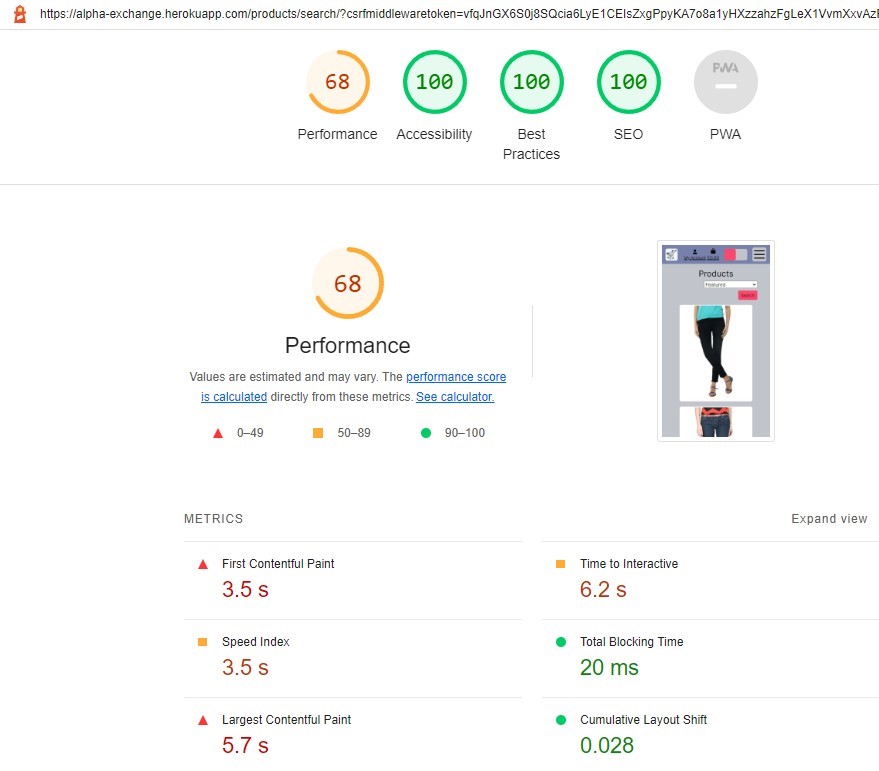 https://alpha-exchange.herokuapp.com/products/search/?csrfmiddlewaretoken=vfqJnGX6S0j8SQcia6LyE1CEIsZxgPpyKA7o8a1yHXzzahzFgLeX1VvmXxvAzF
68 100 100 100 PWA
Performance Accessibility Best Practices SEO PWA
68
Performance
Values are estimated and may vary. The performance score
is calculated directly from these metrics. See calculator.
0–49 50–89 90–100
Products
Featured
METRICS Expand view
First Contentful Paint
3.5 s
Time to Interactive
6.2 s
Speed Index
3.5 s
Total Blocking Time
20 ms
Largest Contentful Paint
5.7 s
Cumulative Layout Shift
0.028